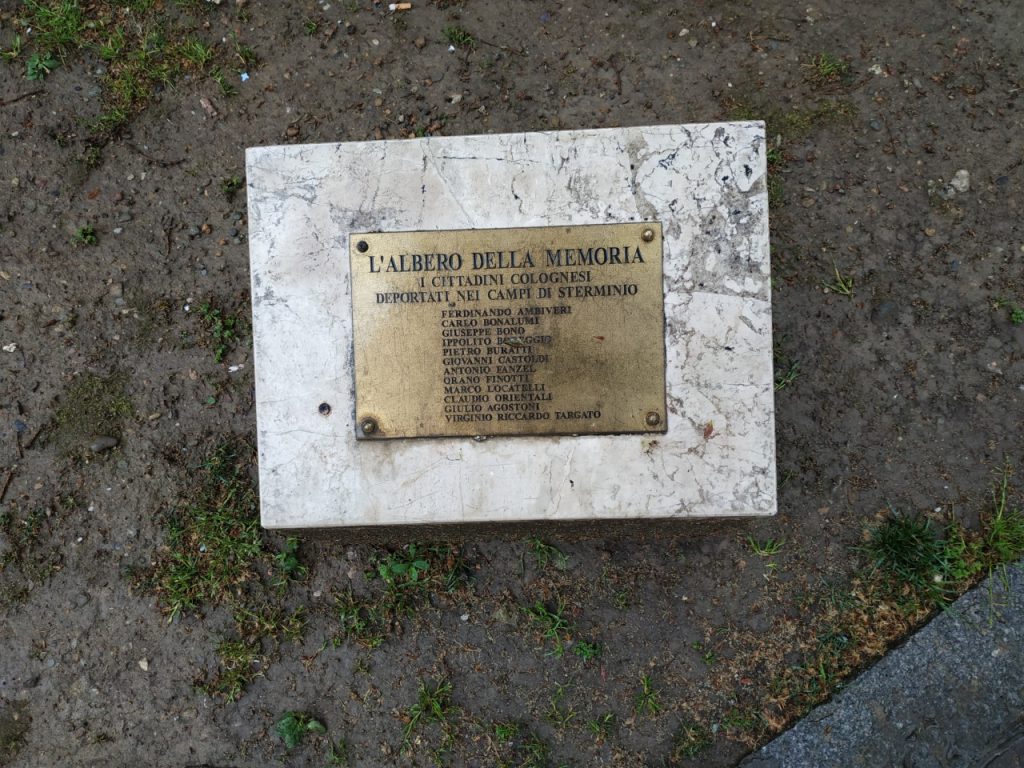 L'ALBERO DELLA MEMORIA
I CITTADINI COLOGNESI
DEPORTATI NEI CAMPI DI STERMINIO
FERDINANDO AMBIVERI
CARLO BONALUMI
GIUSEPPE BOND
IPPOLITO
PIETRO BURATTI
GIOVANNI CASTOLDI
ANTONIO FANZEL
ORANO FINOTTI
MARCO LOCATELLI
CLAUDIO ORIENTALI
GIULIO AGOSTONI
VIRGINIO RICCARDO TARGATO